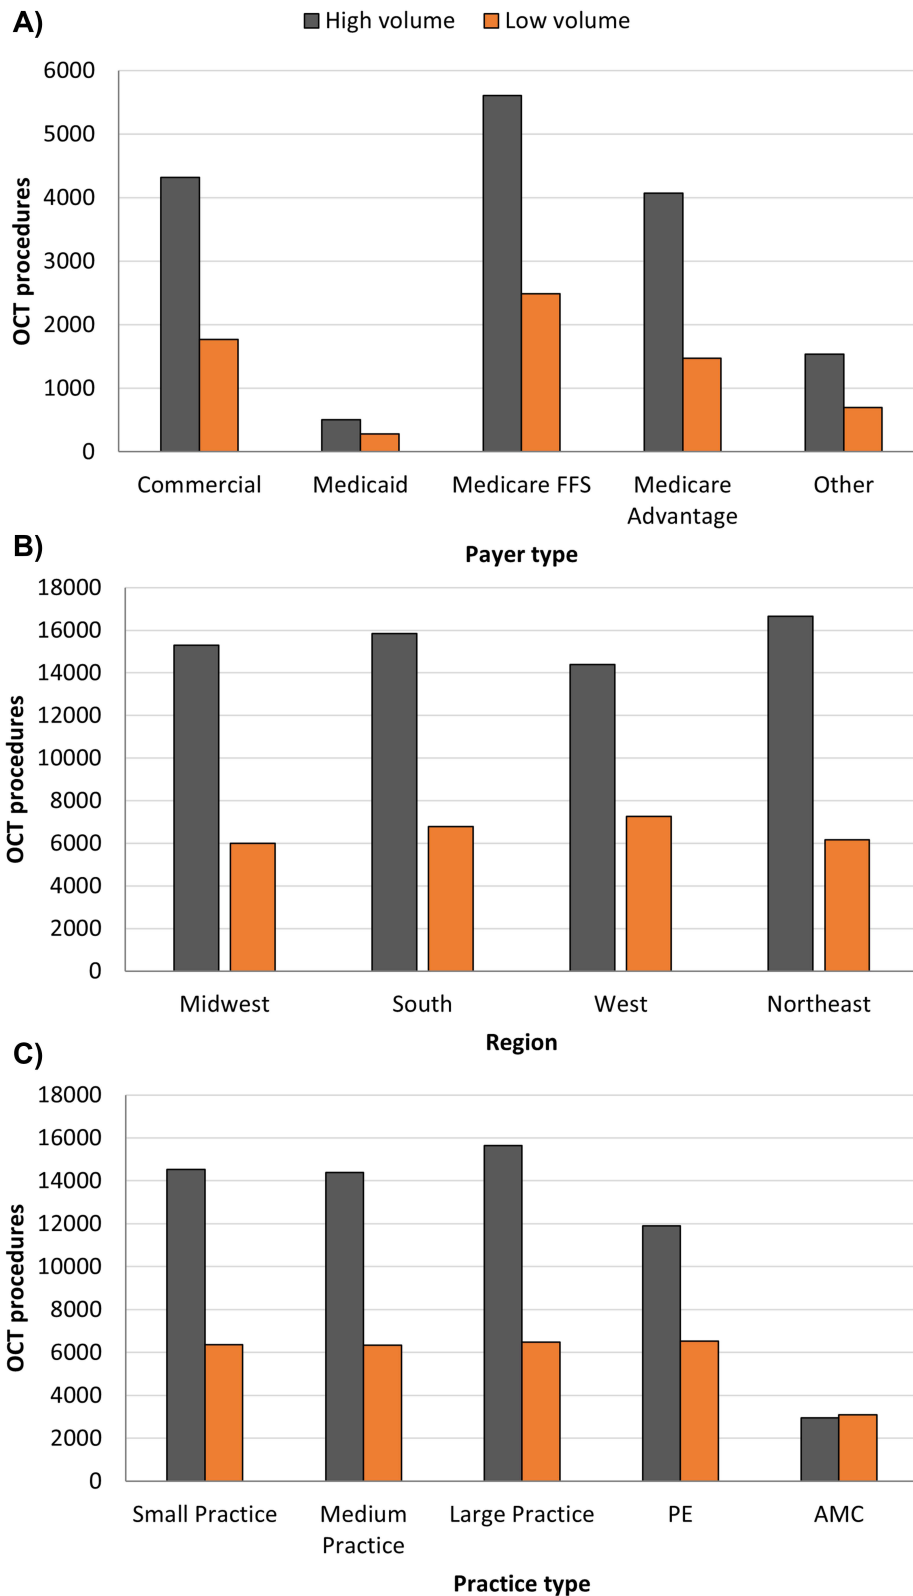 A)
High volume Low volume
6000
5000
4000
3000
2000
1000
0
OCT procedures
Commercial Medicaid Medicare FFS Medicare Other
Advantage
Payer type
B)
18000
16000
14000
12000
10000
8000
6000
4000
2000
0
OCT procedures
Midwest South West Northeast
Region
C)
18000
16000
14000
12000
10000
8000
6000
4000
2000
0
OCT procedures
Small Practice Medium Large Practice PE AMC
Practice
Practice type